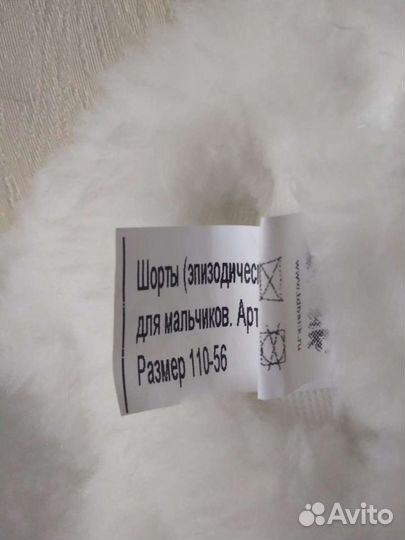 Шорты (эпизодичес
для мальчиков. Арт
Размер 110-56
Avito